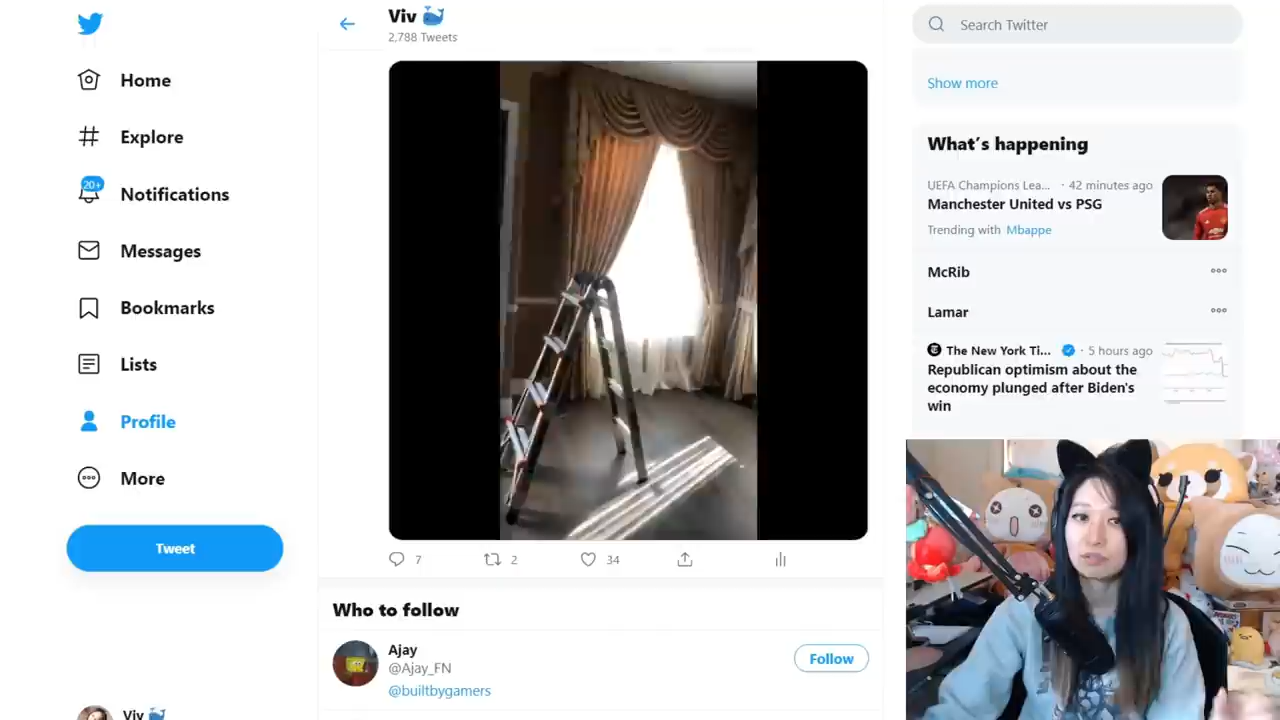 Home
Explore
20+
Notifications
Messages
Bookmarks
Lists
Profile
More
Tweet
Viv
Viv
2,788 Tweets
7
2
34
Who to follow
Ajay
@Ajay_FN
@builtbygamers
Follow
Search Twitter
Show more
What's happening
UEFA Champions Lea... · 42 minutes ago
Manchester United vs PSG
Trending with Mbappe
McRib
Lamar
The New York Ti... · 5 hours ago
Republican optimism about the
economy plunged after Biden's
win